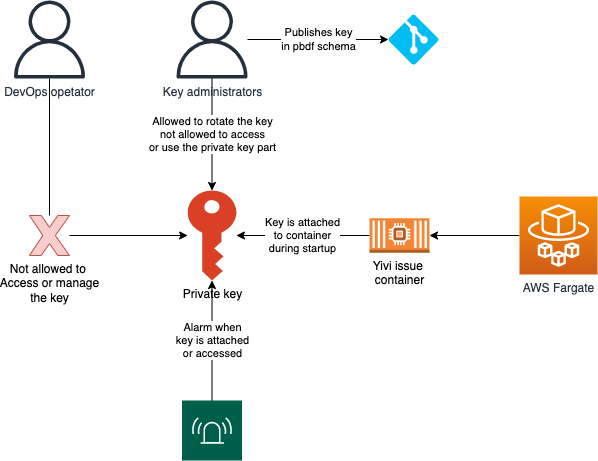 Publishes key
in pbdf schema
DevOps opetator
Key administrators
Allowed to rotate the key
not allowed to access
or use the private key part
Key is attached
to container
during startup
Not allowed to
Access or manage
the key
Private key
Yivi issue
container
AWS Fargate
Alarm when
key is attached
or accessed